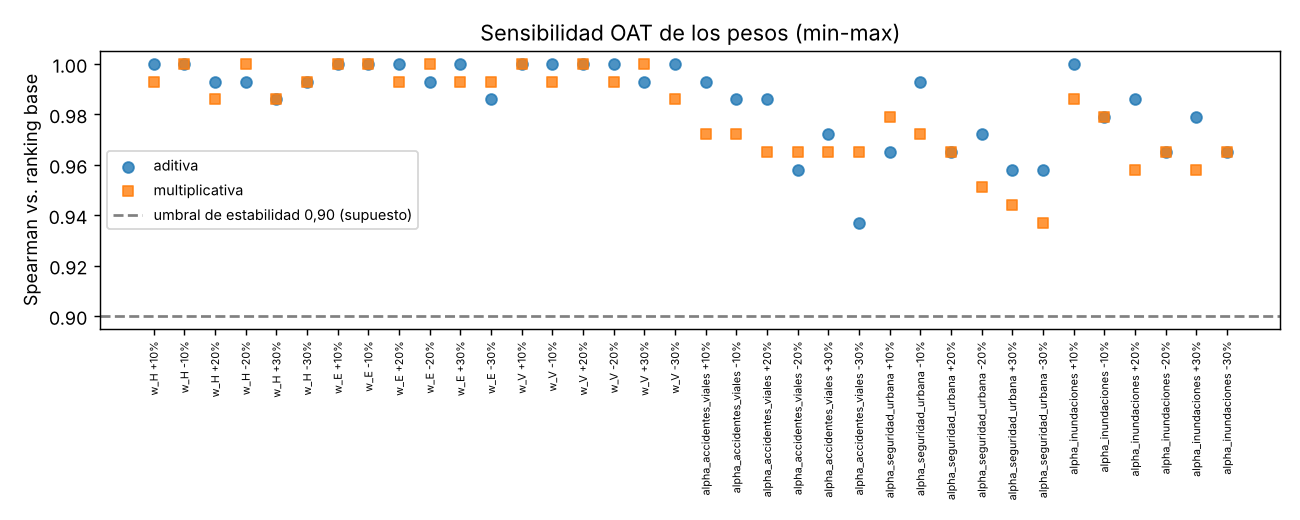 Sensibilidad OAT de los pesos (min-max)
Spearman vs. ranking base
1.00
0.98
0.96
0.94
0.92
0.90
aditiva
multiplicativa
umbral de estabilidad 0,90 (supuesto)
w_H +10%
w_H -10%
w_H +20%
w_H -20%
w_H +30%
w_H -30%
w_E +10%
w_E -10%
w_E +20%
w_E -20%
w_E +30%
w_E -30%
w_V +10%
w_V -10%
w_V +20%
w_V -20%
w_V +30%
w_V -30%
alpha_accidentes_viales +10%
alpha_accidentes_viales -10%
alpha_accidentes_viales +20%
alpha_accidentes_viales -20%
alpha_accidentes_viales +30%
alpha_accidentes_viales -30%
alpha_seguridad_urbana +10%
alpha_seguridad_urbana -10%
alpha_seguridad_urbana +20%
alpha_seguridad_urbana -20%
alpha_seguridad_urbana +30%
alpha_seguridad_urbana -30%
alpha_inundaciones +10%
alpha_inundaciones -10%
alpha_inundaciones +20%
alpha_inundaciones -20%
alpha_inundaciones +30%
alpha_inundaciones -30%